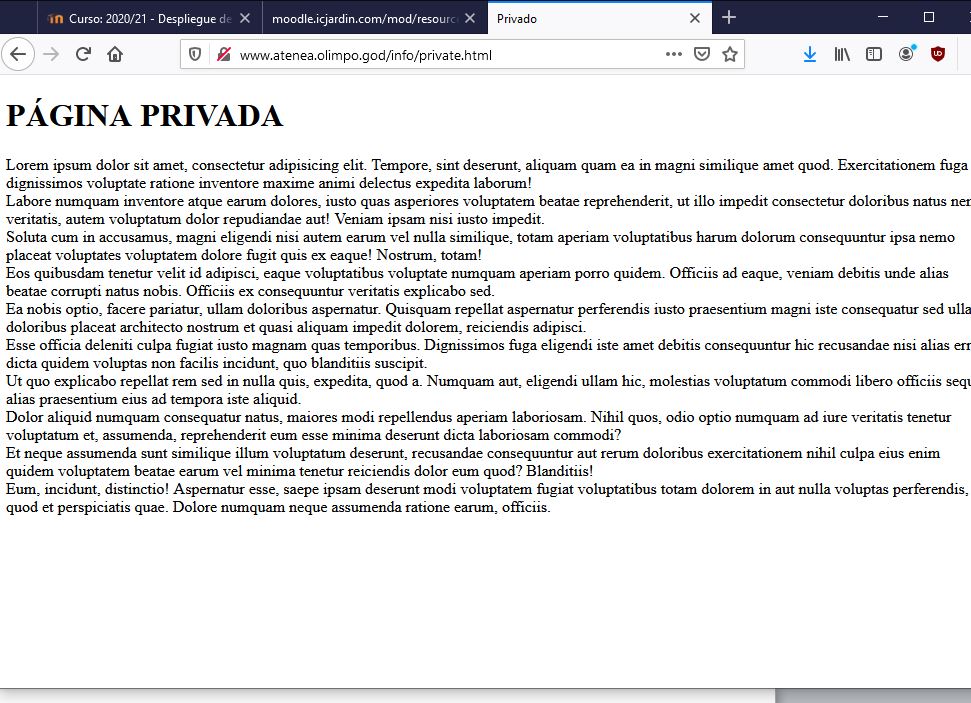 Curso: 2020/21 - Despliegue de
moodle.icjardin.com/mod/resourc
Privado
www.atenea.olimpo.god/info/private.html
PÁGINA PRIVADA
Lorem ipsum dolor sit amet, consectetur adipisicing elit. Tempore, sint deserunt, aliquam quam ea in magni similique amet quod. Exercitationem fuga
dignissimos voluptate ratione inventore maxime animi delectus expedita laborum!
Labore numquam inventore atque earum dolores, iusto quas asperiores voluptatem beatae reprehenderit, ut illo impedit consectetur doloribus natus nem
veritatis, autem voluptatum dolor repudiandae aut! Veniam ipsam nisi iusto impedit.
Soluta cum in accusamus, magni eligendi nisi autem earum vel nulla similique, totam aperiam voluptatibus harum dolorum consequuntur ipsa nemo
placeat voluptates voluptatem dolore fugit quis ex eaque! Nostrum, totam!
Eos quibusdam tenetur velit id adipisci, eaque voluptatibus voluptate numquam aperiam porro quidem. Officiis ad eaque, veniam debitis unde alias
beatae corrupti natus nobis. Officiis ex consequuntur veritatis explicabo sed.
Ea nobis optio, facere pariatur, ullam doloribus aspernatur. Quisquam repellat aspernatur perferendis iusto praesentium magni iste consequatur sed ulla
doloribus placeat architecto nostrum et quasi aliquam impedit dolorem, reiciendis adipisci.
Esse officia deleniti culpa fugiat iusto magnam quas temporibus. Dignissimos fuga eligendi iste amet debitis consequuntur hic recusandae nisi alias err
dicta quidem voluptas non facilis incidunt, quo blanditiis suscipit.
Ut quo explicabo repellat rem sed in nulla quis, expedita, quod a. Numquam aut, eligendi ullam hic, molestias voluptatum commodi libero officiis sequ
alias praesentium eius ad tempora iste aliquid.
Dolor aliquid numquam consequatur natus, maiores modi repellendus aperiam laboriosam. Nihil quos, odio optio numquam ad iure veritatis tenetur
voluptatum et, assumenda, reprehenderit eum esse minima deserunt dicta laboriosam commodi?
Et neque assumenda sunt similique illum voluptatum deserunt, recusandae consequuntur aut rerum doloribus exercitationem nihil culpa eius enim
quidem voluptatem beatae earum vel minima tenetur reiciendis dolor eum quod? Blanditiis!
Eum, incidunt, distinctio! Aspernatur esse, saepe ipsam deserunt modi voluptatem fugiat voluptatibus totam dolorem in aut nulla voluptas perferendis,
quod et perspiciatis quae. Dolore numquam neque assumenda ratione earum, officiis.